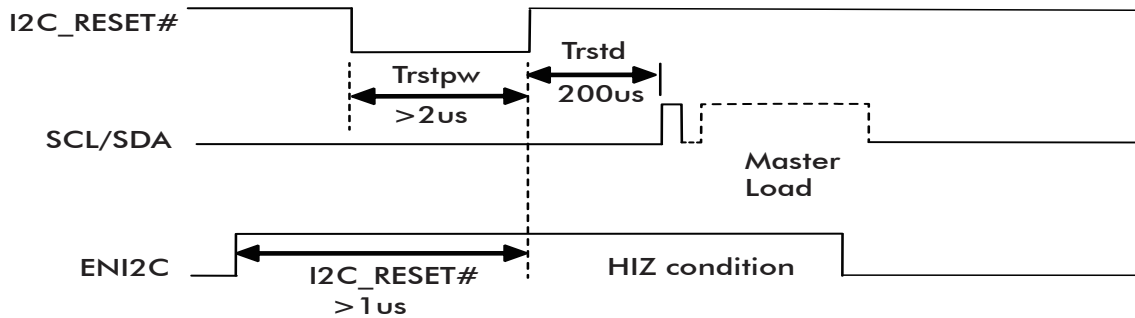 I2C_RESET#
Trstpw
>2us
Trstd
200us
SCL/SDA
Master
Load
ENI2C
I2C_RESET#
>1us
HIZ condition